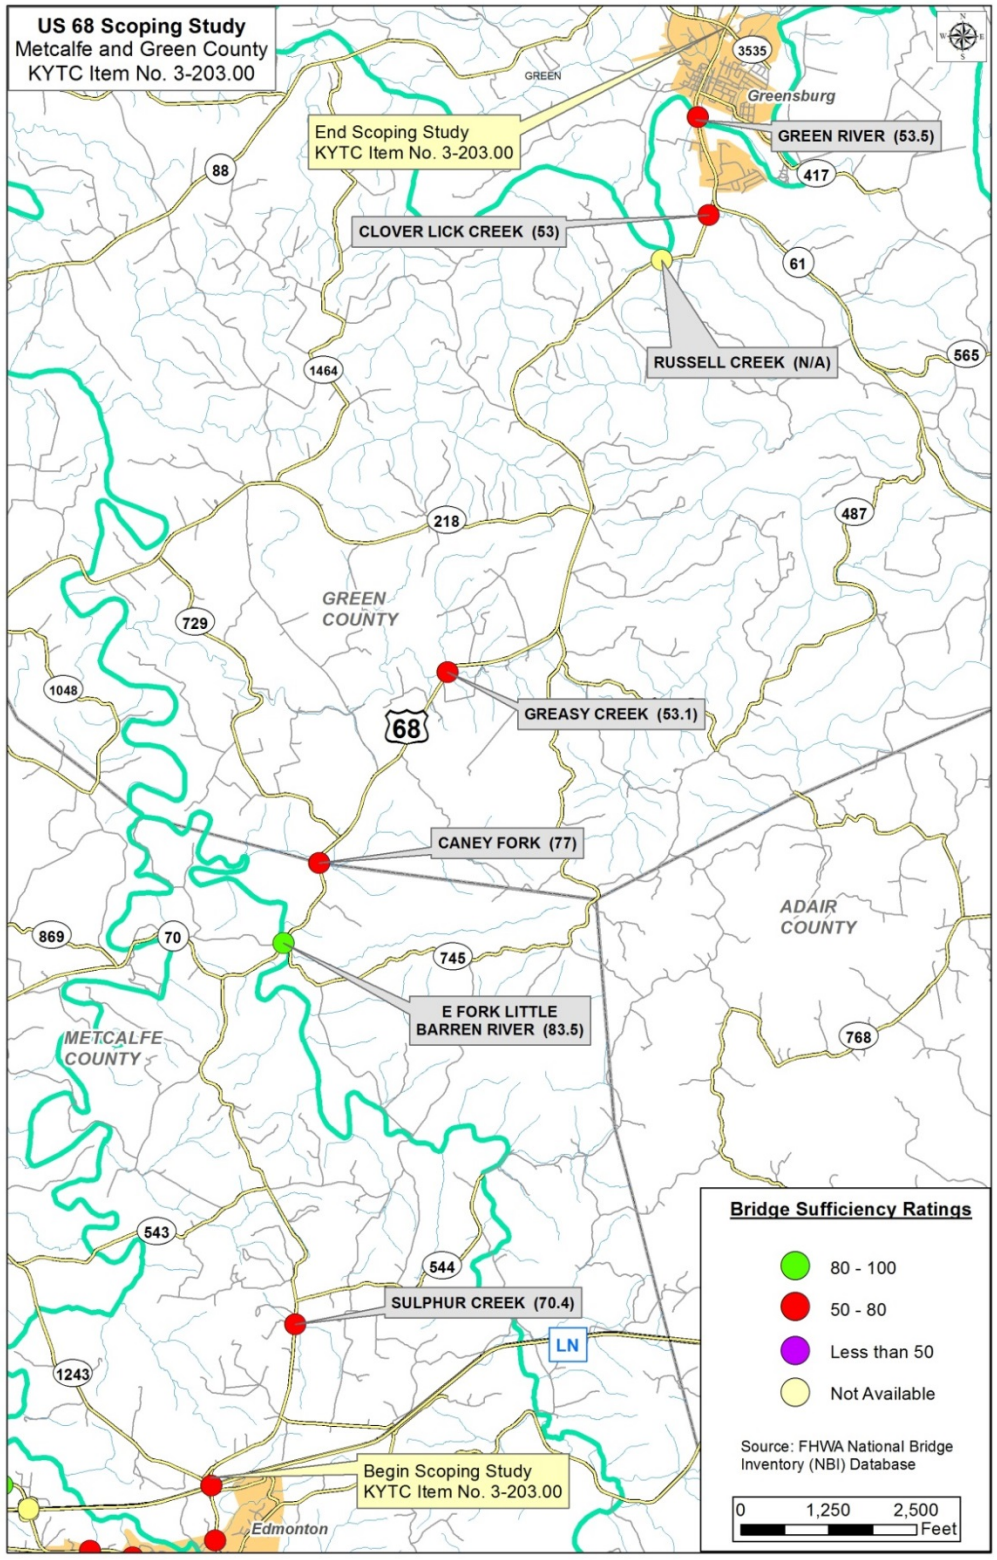 US 68 Scoping Study
Metcalfe and Green County
KYTC Item No. 3-203.00
N
W E
S
3535
GREEN
Greensburg
End Scoping Study
KYTC Item No. 3-203.00
GREEN RIVER (53.5)
88
417
CLOVER LICK CREEK (53)
61
RUSSELL CREEK (N/A)
565
1464
218
487
GREEN
COUNTY
729
1048
68
GREASY CREEK (53.1)
CANEY FORK (77)
ADAIR
COUNTY
869
70
745
E FORK LITTLE
BARREN RIVER (83.5)
METCALFE
COUNTY
768
Bridge Sufficiency Ratings
543
544
80 - 100
SULPHUR CREEK (70.4)
50 - 80
LN
Less than 50
1243
Not Available
Source: FHWA National Bridge
Inventory (NBI) Database
Begin Scoping Study
KYTC Item No. 3-203.00
0 1,250 2,500
Feet
Edmonton